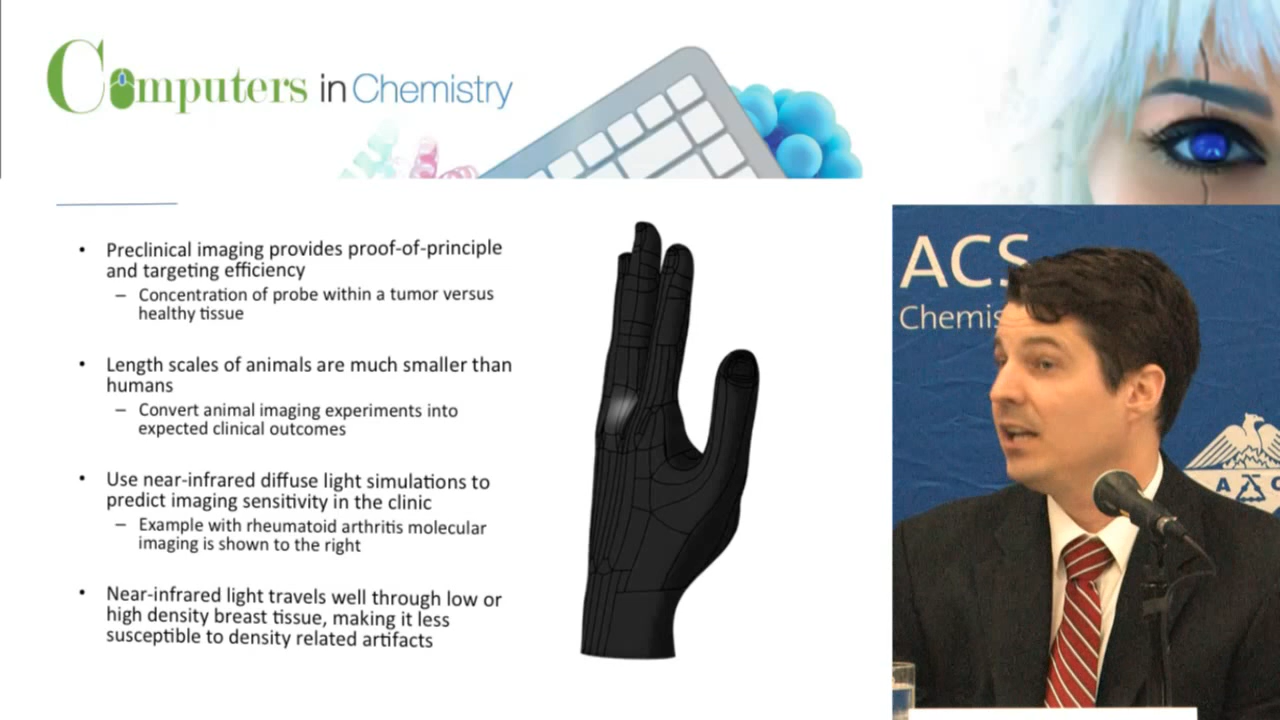 Computers in Chemistry
• Preclinical imaging provides proof-of-principle
and targeting efficiency
– Concentration of probe within a tumor versus
healthy tissue
• Length scales of animals are much smaller than
humans
– Convert animal imaging experiments into
expected clinical outcomes
• Use near-infrared diffuse light simulations to
predict imaging sensitivity in the clinic
– Example with rheumatoid arthritis molecular
imaging is shown to the right
• Near-infrared light travels well through low or
high density breast tissue, making it less
susceptible to density related artifacts
ACS
A C